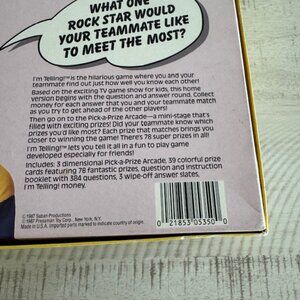 WHAT ONE
ROCK STAR WOULD
YOUR TEAMMATE LIKE
TO MEET THE MOST?
I'm Telling!™ is the hilarious game where you and your
teammate find out just how well you know each other!
Based on the exciting TV game show for kids, this home
version begins with the question and answer round. Collect
money for each answer that you and your teammate match
as you try to get ahead of the other players!
Then go on to the Pick-a-Prize Arcade—a mini-stage that's
filled with exciting prizes! Did your teammate know which
prizes you'd like most? Each prize that matches brings you
closer to winning the game! There's 78 super prizes in all!
I'm Telling!™ lets you tell it all in a fun to play game
developed especially for friends!
Includes: 3 dimensional Pick-a-Prize Arcade, 39 colorful prize
cards featuring 78 fantastic prizes, question and instruction
booklet with 384 questions, 3 wipe-off answer slates,
I'm Telling! money.
©1987 Saban Productions
©1987 Pressman Toy Corp., New York, N.Y.
Made in U.S.A. Imported parts marked to indicate country of origin.
0 21853 05350 0